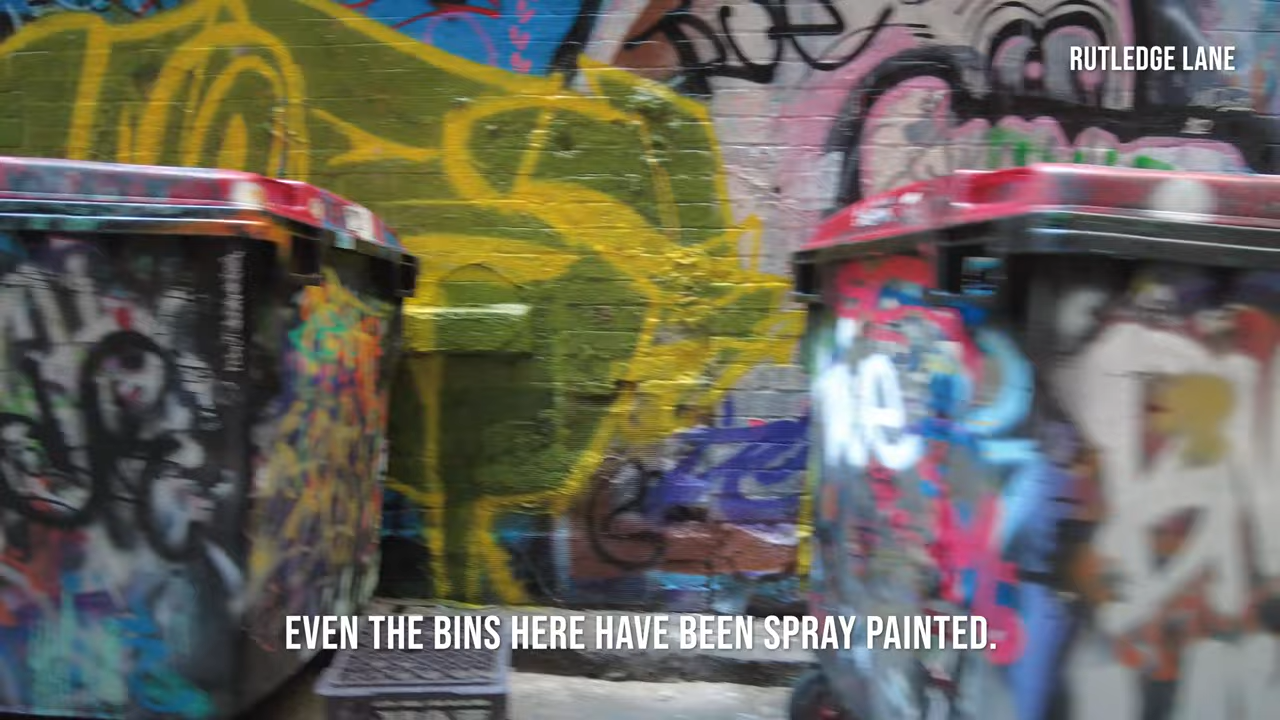 RUTLEDGE LANE
EVEN THE BINS HERE HAVE BEEN SPRAY PAINTED.